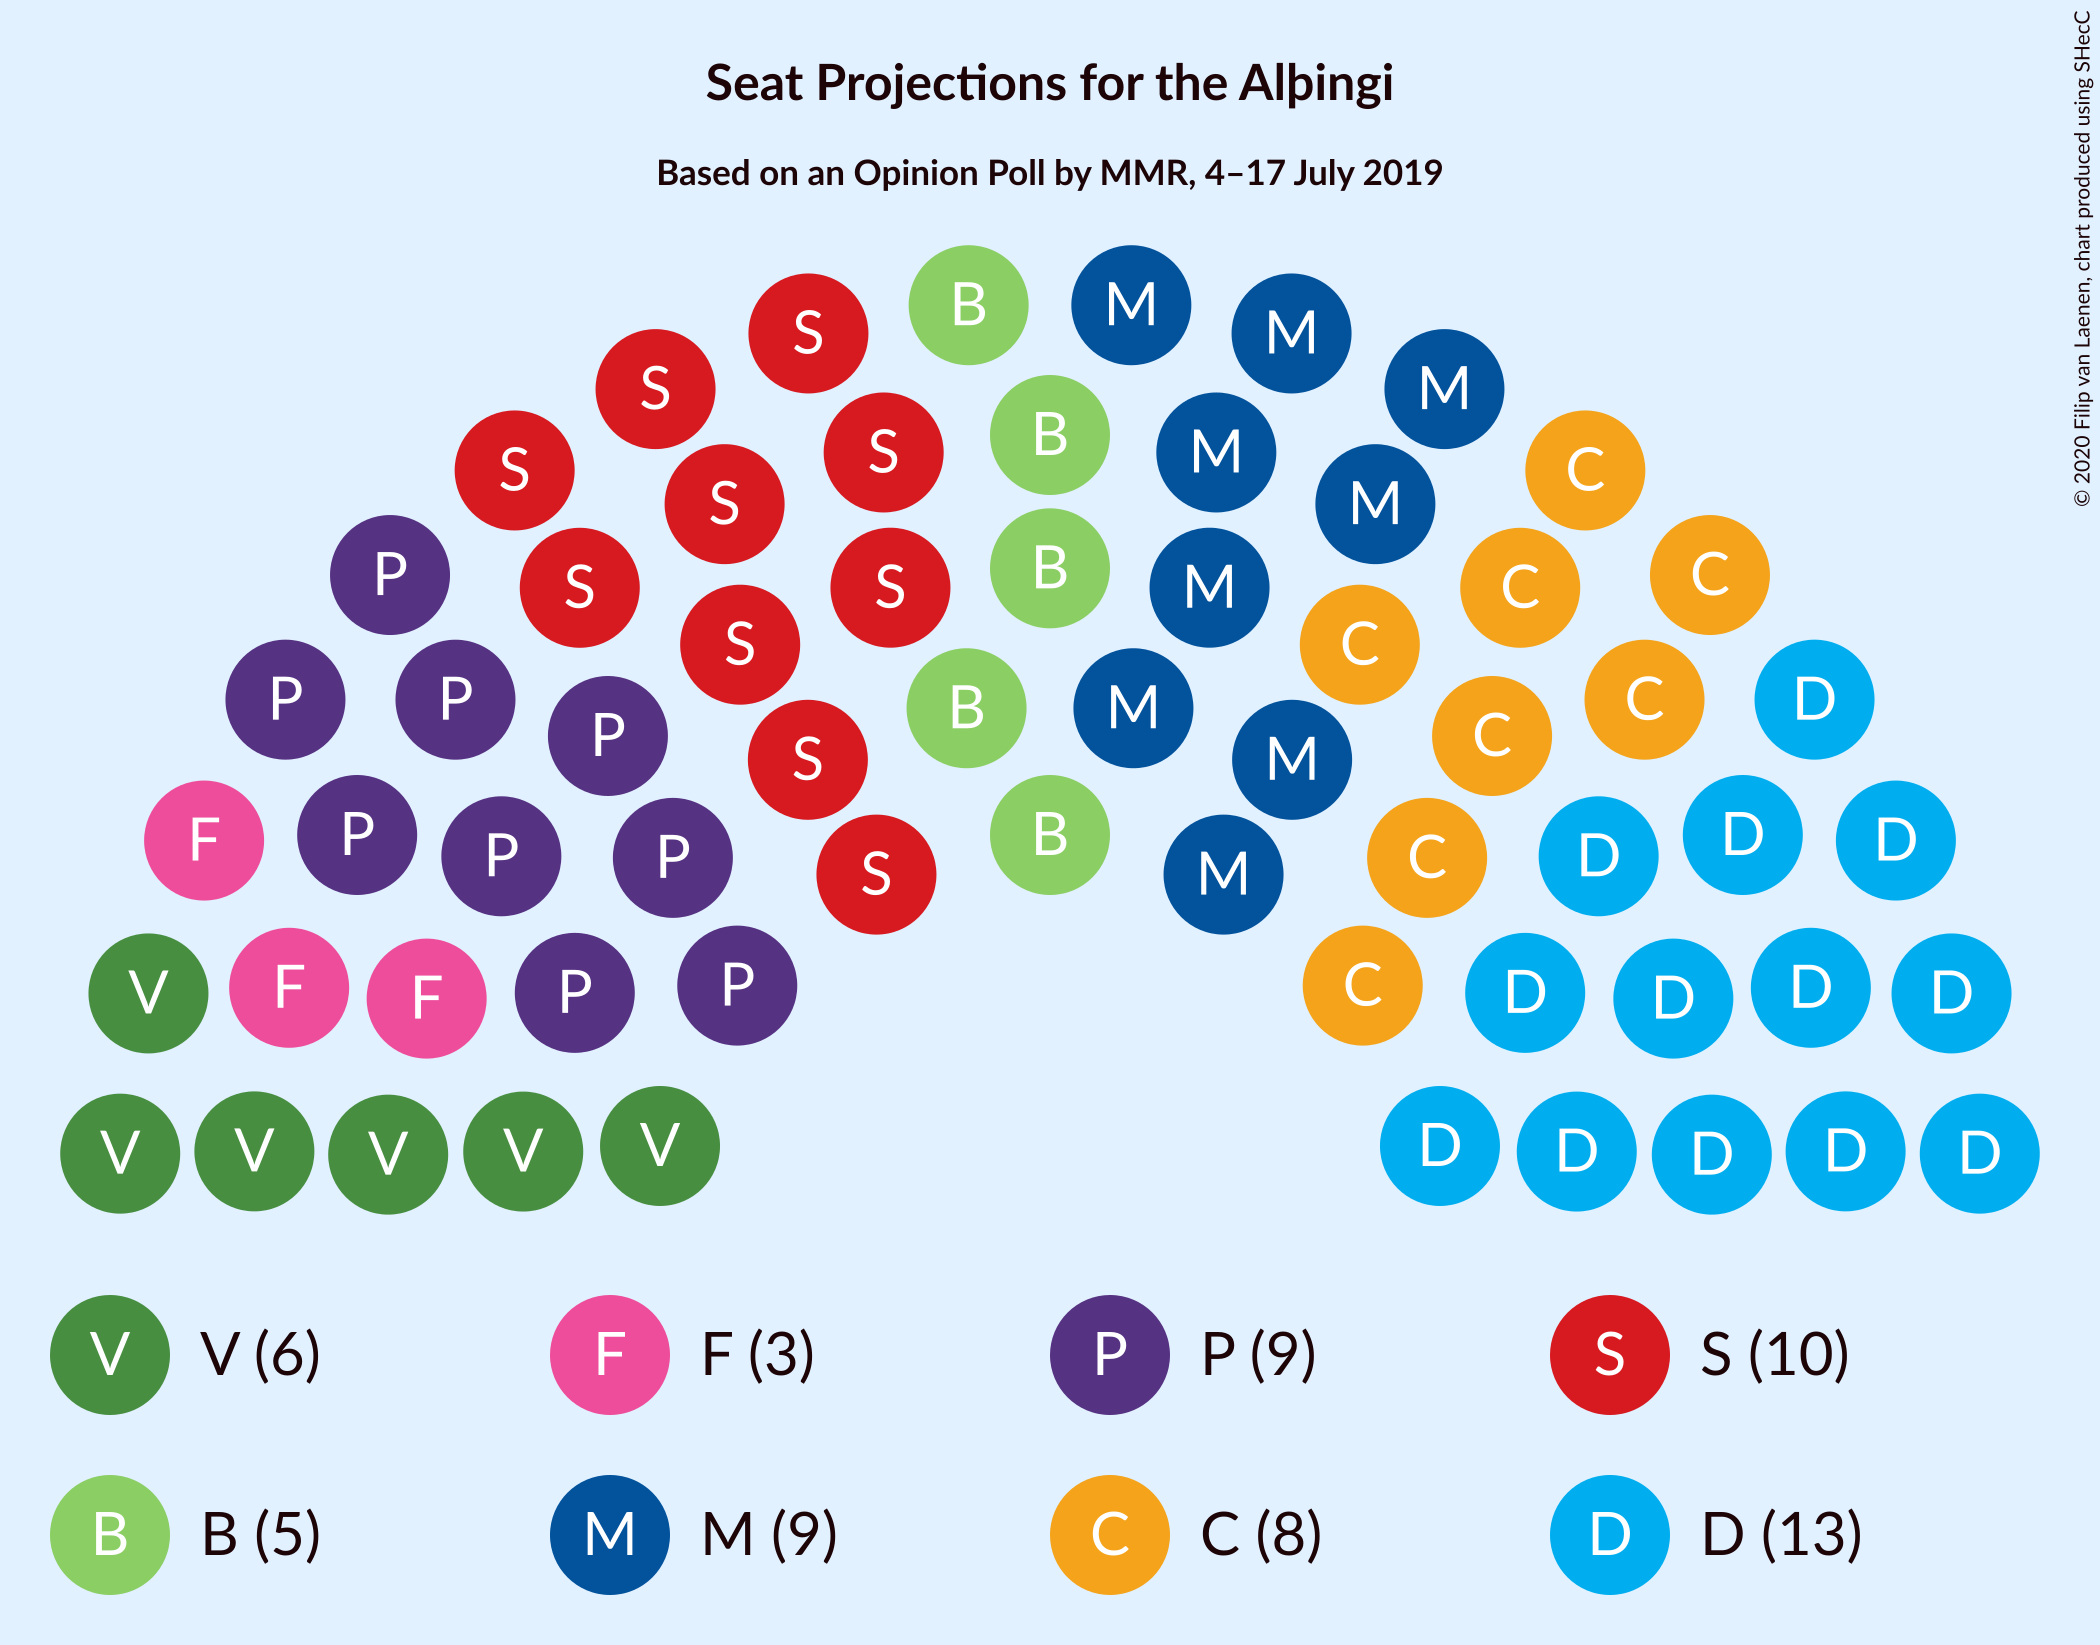 Seat Projections for the Alþingi
Based on an Opinion Poll by MMR, 4–17 July 2019
© 2020 Filip van Laenen, chart produced using SHecC
B M
S M
S M
B
S M
S C
S M
B
S S M C
P C
S C
P P C D
B M
P C
S M
P D
F P D
P P C D
B
S M
P C
F P D
V D
F D
V V V V V D D D D D
V V (6) F F (3) P P (9) S S (10)
B B (5) M M (9) C C (8) D D (13)